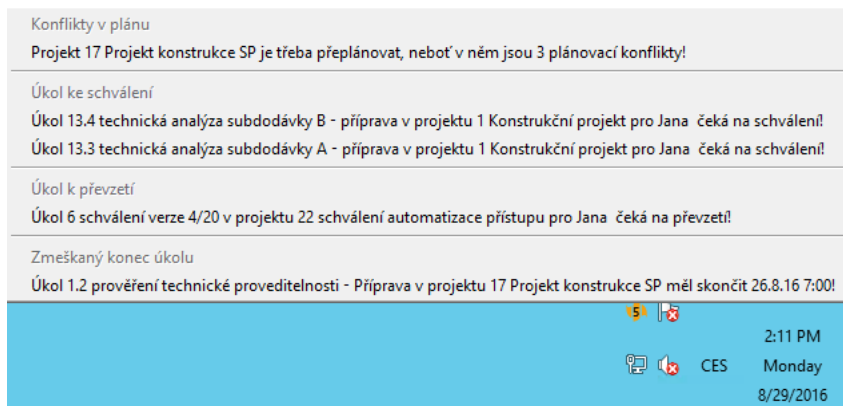 Konflikty v plánu
Projekt 17 Projekt konstrukce SP je třeba přeplánovat, neboť v něm jsou 3 plánovací konflikty!
Úkol ke schválení
Úkol 13.4 technická analýza subdodávky B - příprava v projektu 1 Konstrukční projekt pro Jana  čeká na schválení!
Úkol 13.3 technická analýza subdodávky A - příprava v projektu 1 Konstrukční projekt pro Jana  čeká na schválení!
Úkol k převzetí
Úkol 6 schválení verze 4/20 v projektu 22 schválení automatizace přístupu pro Jana  čeká na převzetí!
Zmeškaný konec úkolu
Úkol 1.2 prověření technické proveditelnosti - Příprava v projektu 17 Projekt konstrukce SP měl skončit 26.8.16 7:00!
5
2:11 PM
CES Monday
8/29/2016